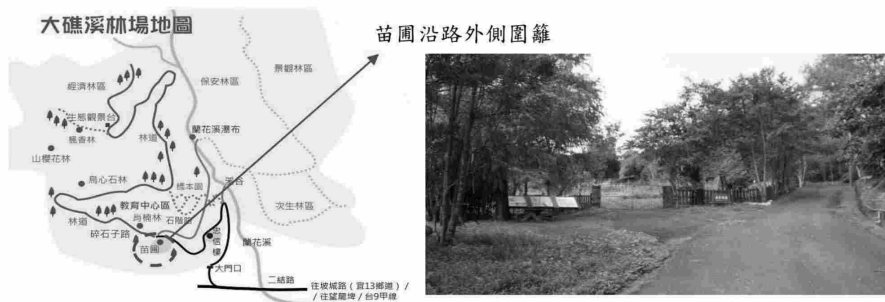 大礁溪林場地圖
苗圃沿路外側圍籬
景觀林區
保安林區
經濟林區
生態觀景台
楓香林
林道
蘭花溪瀑布
山櫻花林
烏心石林
溪谷
教育中心區
石階路
次生林區
肖楠林
林道
碎石子路
苗圃
忠信樓
蘭花溪
大門口
二結路
往坡城路（宜13鄉道）/
/ 往望龍埤 / 台9甲線